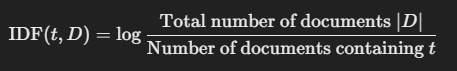 IDF(t, D) = log Total number of documents |D|
Number of documents containing t